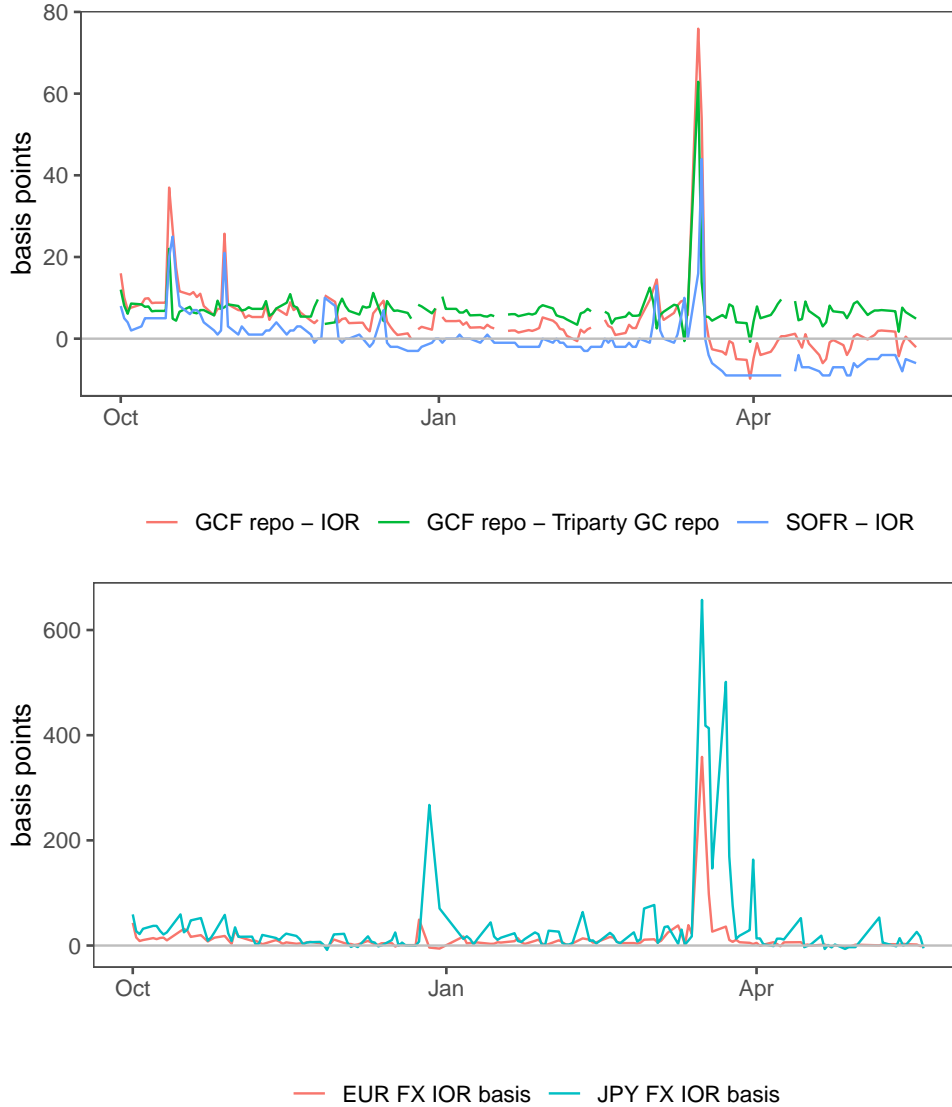 80
60
40
20
0
basis points
Oct Jan Apr
GCF repo − IOR GCF repo − Triparty GC repo SOFR − IOR
600
400
200
0
basis points
Oct Jan Apr
EUR FX IOR basis JPY FX IOR basis